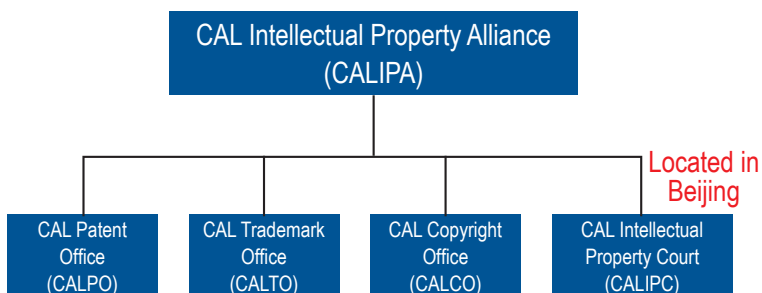 CAL Intellectual Property Alliance
(CALIPA)
Located in
Beijing
CAL Patent
Office
(CALPO)
CAL Trademark
Office
(CALTO)
CAL Copyright
Office
(CALCO)
CAL Intellectual
Property Court
(CALIPC)